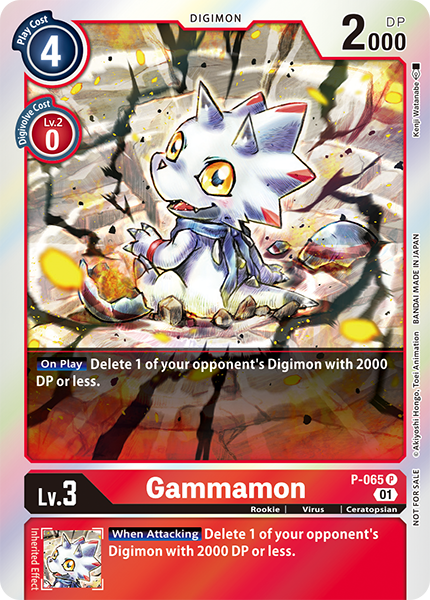 DIGIMON
Play Cost
4
DP
2000
Digivolve Cost
Lv.2
0
Kenji Watanabe
On Play Delete 1 of your opponent's Digimon with 2000
DP or less.
©Akiyoshi Hongo, Toei Animation BANDAI MADE IN JAPAN
NOT FOR SALE
Lv.3
Gammamon
P-065 P
01
Rookie | Virus | Ceratopsian
Inherited Effect
When Attacking Delete 1 of your opponent's
Digimon with 2000 DP or less.